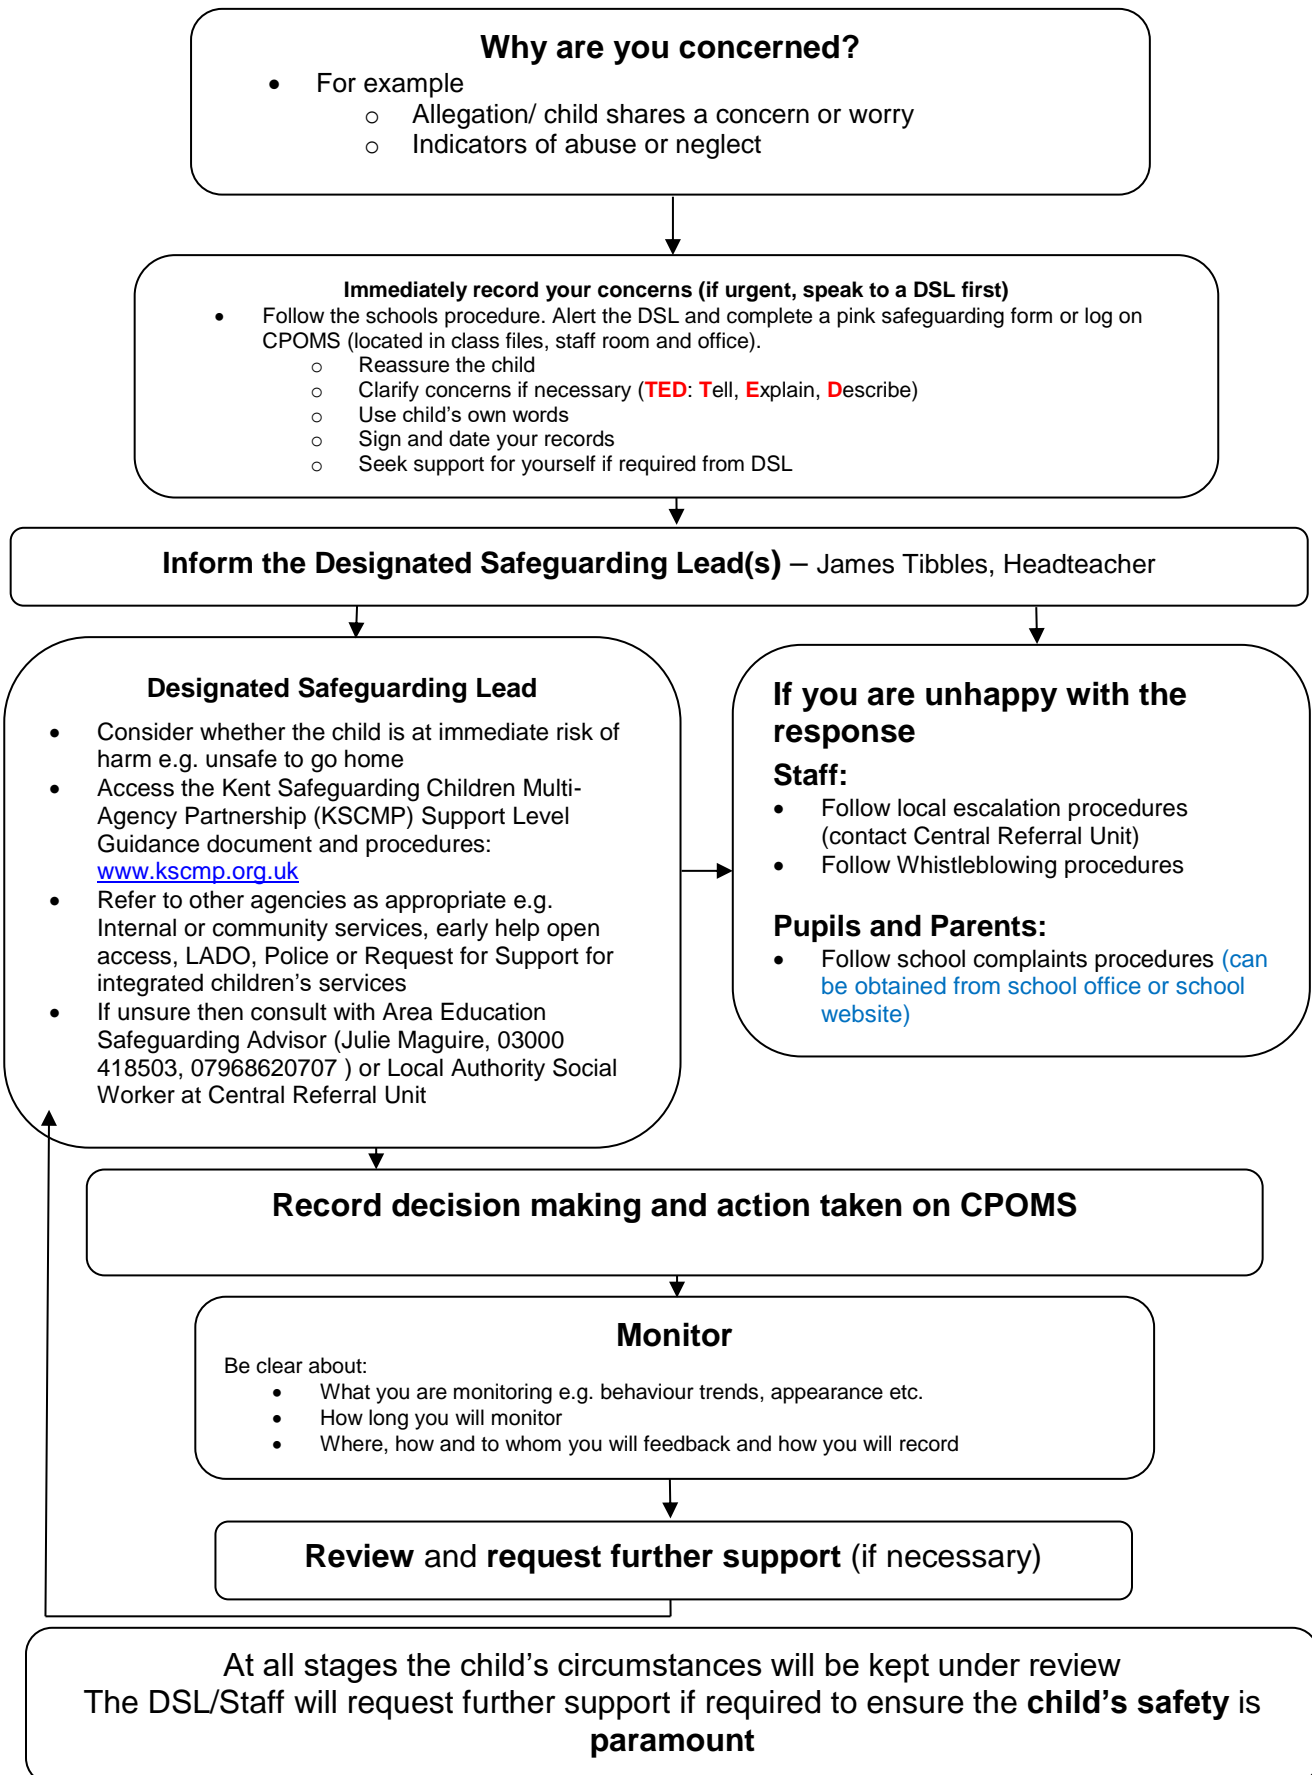 Why are you concerned?
• For example
o Allegation/ child shares a concern or worry
o Indicators of abuse or neglect
Immediately record your concerns (if urgent, speak to a DSL first)
• Follow the schools procedure. Alert the DSL and complete a pink safeguarding form or log on
CPOMS (located in class files, staff room and office).
o Reassure the child
o Clarify concerns if necessary (TED: Tell, Explain, Describe)
o Use child's own words
o Sign and date your records
o Seek support for yourself if required from DSL
Inform the Designated Safeguarding Lead(s) – James Tibbles, Headteacher
Designated Safeguarding Lead
• Consider whether the child is at immediate risk of
harm e.g. unsafe to go home
• Access the Kent Safeguarding Children Multi-
Agency Partnership (KSCMP) Support Level
Guidance document and procedures:
www.kscmp.org.uk
• Refer to other agencies as appropriate e.g.
Internal or community services, early help open
access, LADO, Police or Request for Support for
integrated children's services
• If unsure then consult with Area Education
Safeguarding Advisor (Julie Maguire, 03000
418503, 07968620707 ) or Local Authority Social
Worker at Central Referral Unit
If you are unhappy with the
response
Staff:
• Follow local escalation procedures
(contact Central Referral Unit)
• Follow Whistleblowing procedures
Pupils and Parents:
• Follow school complaints procedures (can
be obtained from school office or school
website)
Record decision making and action taken on CPOMS
Monitor
Be clear about:
• What you are monitoring e.g. behaviour trends, appearance etc.
• How long you will monitor
• Where, how and to whom you will feedback and how you will record
Review and request further support (if necessary)
At all stages the child's circumstances will be kept under review
The DSL/Staff will request further support if required to ensure the child's safety is
paramount